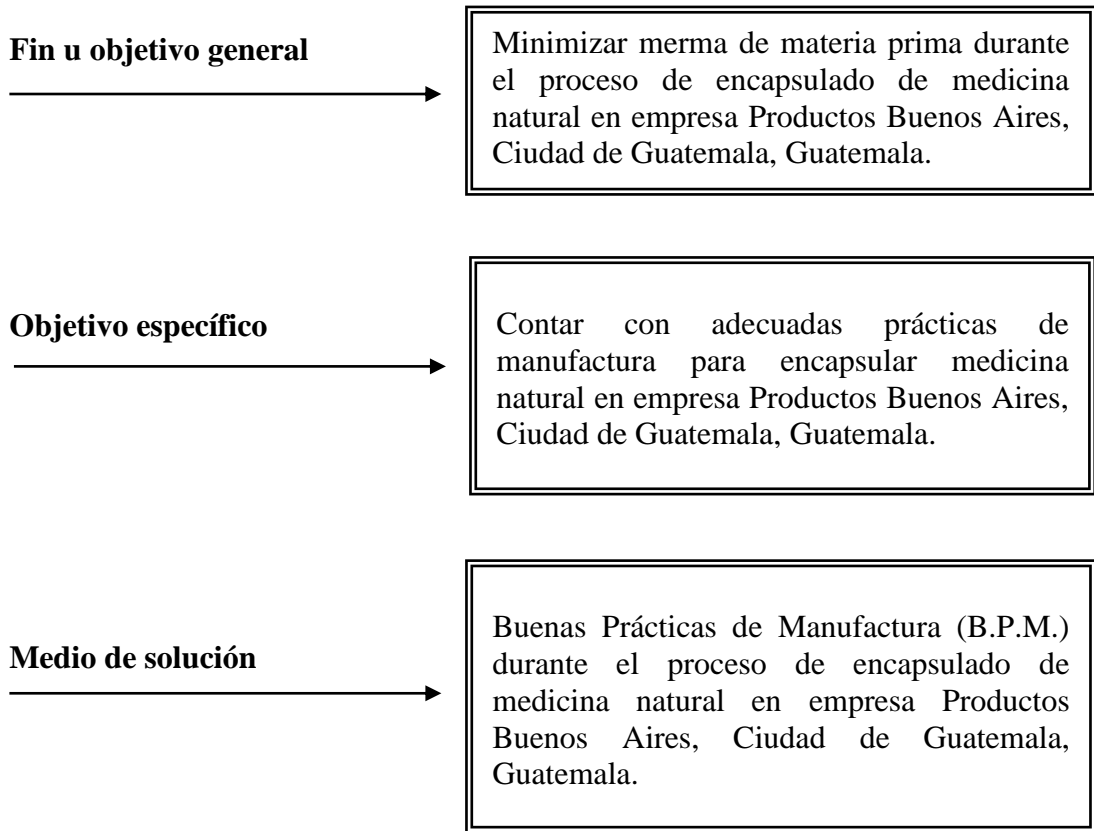 Fin u objetivo general
Minimizar merma de materia prima durante
el proceso de encapsulado de medicina
natural en empresa Productos Buenos Aires,
Ciudad de Guatemala, Guatemala.
Objetivo específico
Contar con adecuadas prácticas de
manufactura para encapsular medicina
natural en empresa Productos Buenos Aires,
Ciudad de Guatemala, Guatemala.
Medio de solución
Buenas Prácticas de Manufactura (B.P.M.)
durante el proceso de encapsulado de
medicina natural en empresa Productos
Buenos Aires, Ciudad de Guatemala,
Guatemala.